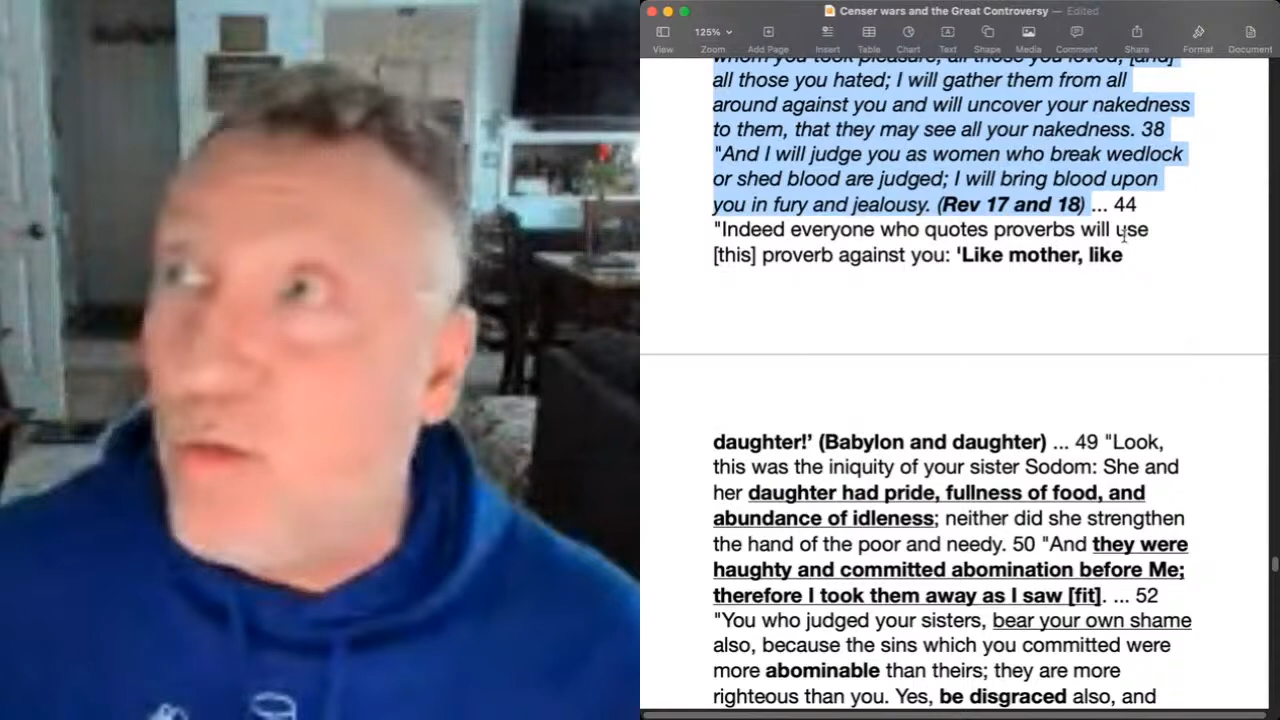 Censer wars and the Great Controversy — Edited
125%
View
Zoom
Add Page
Insert
Table
Chart
Text
Shape
Media
Comment
Share
Format
Document
whom you took pleasure, all those you loved, [and]
all those you hated; I will gather them from all
around against you and will uncover your nakedness
to them, that they may see all your nakedness. 38
"And I will judge you as women who break wedlock
or shed blood are judged; I will bring blood upon
you in fury and jealousy. (Rev 17 and 18) ... 44
"Indeed everyone who quotes proverbs will use
[this] proverb against you: 'Like mother, like
daughter!’ (Babylon and daughter) ... 49 "Look,
this was the iniquity of your sister Sodom: She and
her daughter had pride, fullness of food, and
abundance of idleness; neither did she strengthen
the hand of the poor and needy. 50 "And they were
haughty and committed abomination before Me;
therefore I took them away as I saw [fit]. ... 52
"You who judged your sisters, bear your own shame
also, because the sins which you committed were
more abominable than theirs; they are more
righteous than you. Yes, be disgraced also, and